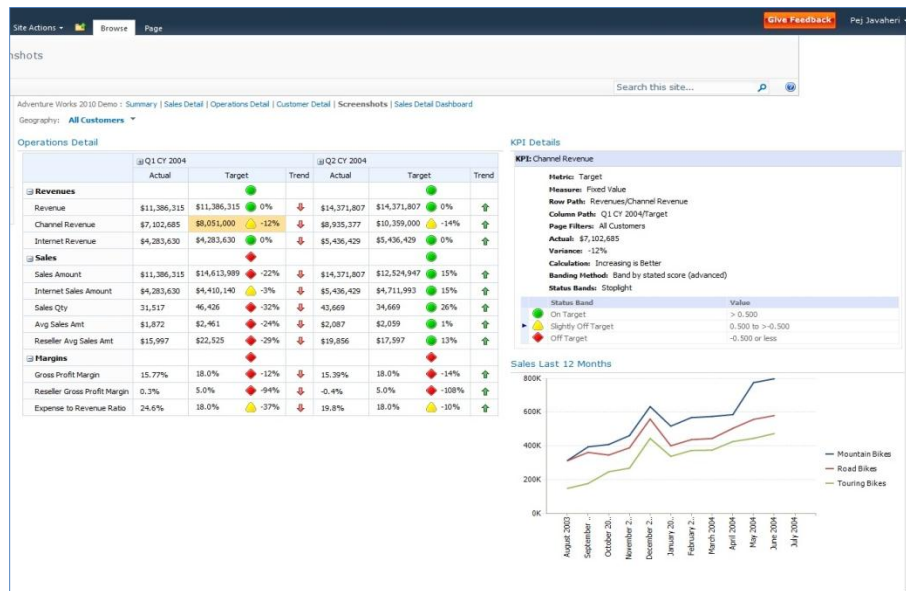 Site Actions Browse Page Give Feedback Pej Javaheri
nshots
Search this site...
Adventure Works 2010 Demo : Summary | Sales Detail | Operations Detail | Customer Detail | Screenshots | Sales Detail Dashboard
Geography: All Customers
Operations Detail
Q1 CY 2004 Q2 CY 2004
Actual Target Trend Actual Target Trend
Revenues
Revenue $11,386,315 $11,386,315 0% $14,371,807 $14,371,807 0%
Channel Revenue $7,102,685 $8,051,000 -12% $8,935,377 $10,359,000 -14%
Internet Revenue $4,283,630 $4,283,630 0% $5,436,429 $5,436,429 0%
Sales
Sales Amount $11,386,315 $14,613,989 -22% $14,371,807 $12,524,947 15%
Internet Sales Amount $4,283,630 $4,410,140 -3% $5,436,429 $4,711,993 15%
Sales Qty 31,517 46,426 -32% 43,669 34,669 26%
Avg Sales Amt $1,872 $2,461 -24% $2,087 $2,059 1%
Reseller Avg Sales Amt $15,997 $22,525 -29% $19,856 $17,597 13%
Margins
Gross Profit Margin 15.77% 18.0% -12% 15.39% 18.0% -14%
Reseller Gross Profit Margin 0.3% 5.0% -94% -0.4% 5.0% -108%
Expense to Revenue Ratio 24.6% 18.0% -37% 19.8% 18.0% -10%
KPI Details
KPI: Channel Revenue
Metric: Target
Measure: Fixed Value
Row Path: Revenues/Channel Revenue
Column Path: Q1 CY 2004/Target
Page Filters: All Customers
Actual: $7,102,685
Variance: -12%
Calculation: Increasing is Better
Banding Method: Band by stated score (advanced)
Status Bands: Stoplight
Status Band Value
On Target > 0.500
Slightly Off Target 0.500 to >-0.500
Off Target -0.500 or less
Sales Last 12 Months
800K
600K
400K
200K
0K
Mountain Bikes
Road Bikes
Touring Bikes
August 2003
September ..
October 20..
November 2..
December 2..
January 20..
February 2..
March 2004
April 2004
May 2004
June 2004
July 2004